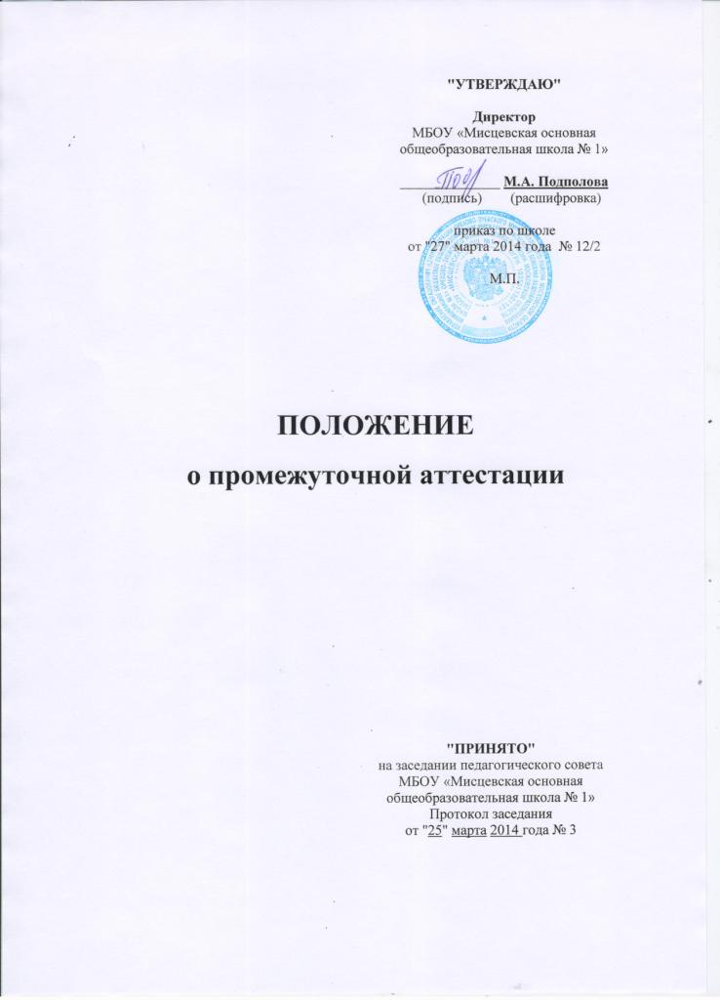 "УТВЕРЖДАЮ"
Директор
МБОУ «Мисцевская основная
общеобразовательная школа № 1»
М.А. Подполова
(подпись) (расшифровка)
приказ по школе
от "27" марта 2014 года № 12/2
М.П.
ПОЛОЖЕНИЕ
о промежуточной аттестации
"ПРИНЯТО"
на заседании педагогического совета
МБОУ «Мисцевская основная
общеобразовательная школа № 1»
Протокол заседания
от "25" марта 2014 года № 3